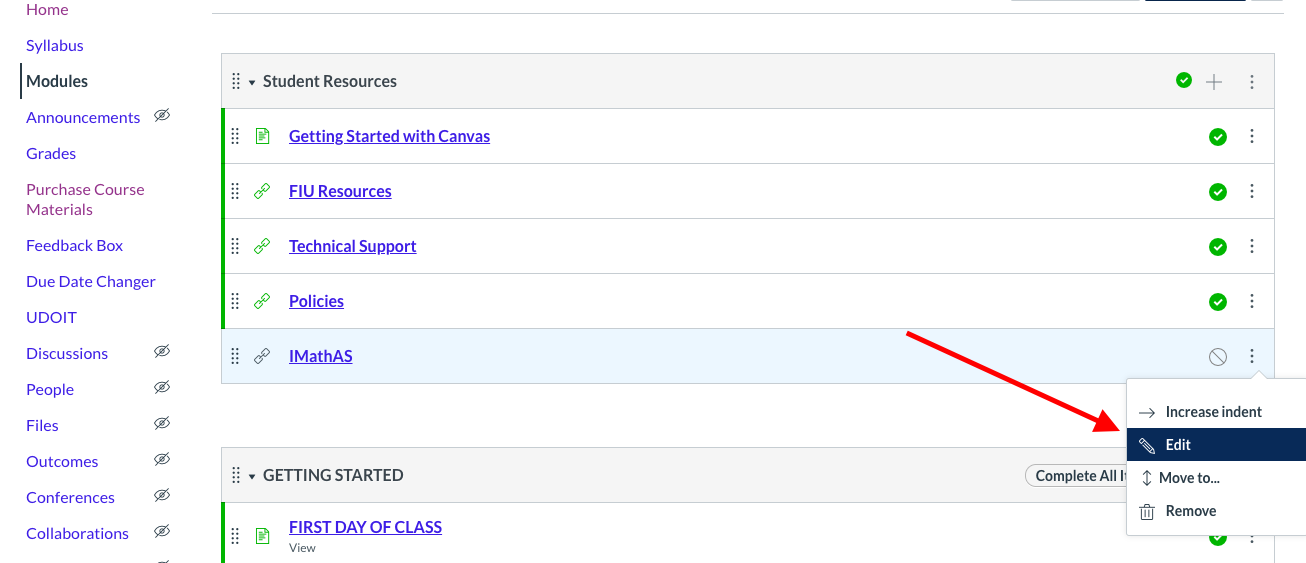 Home
Syllabus
Modules
Announcements
Grades
Purchase Course
Materials
Feedback Box
Due Date Changer
UDOIT
Discussions
People
Files
Outcomes
Conferences
Collaborations
Student Resources
Getting Started with Canvas
FIU Resources
Technical Support
Policies
IMathAS
Increase indent
Edit
Move to...
Remove
GETTING STARTED
Complete All It
FIRST DAY OF CLASS
View